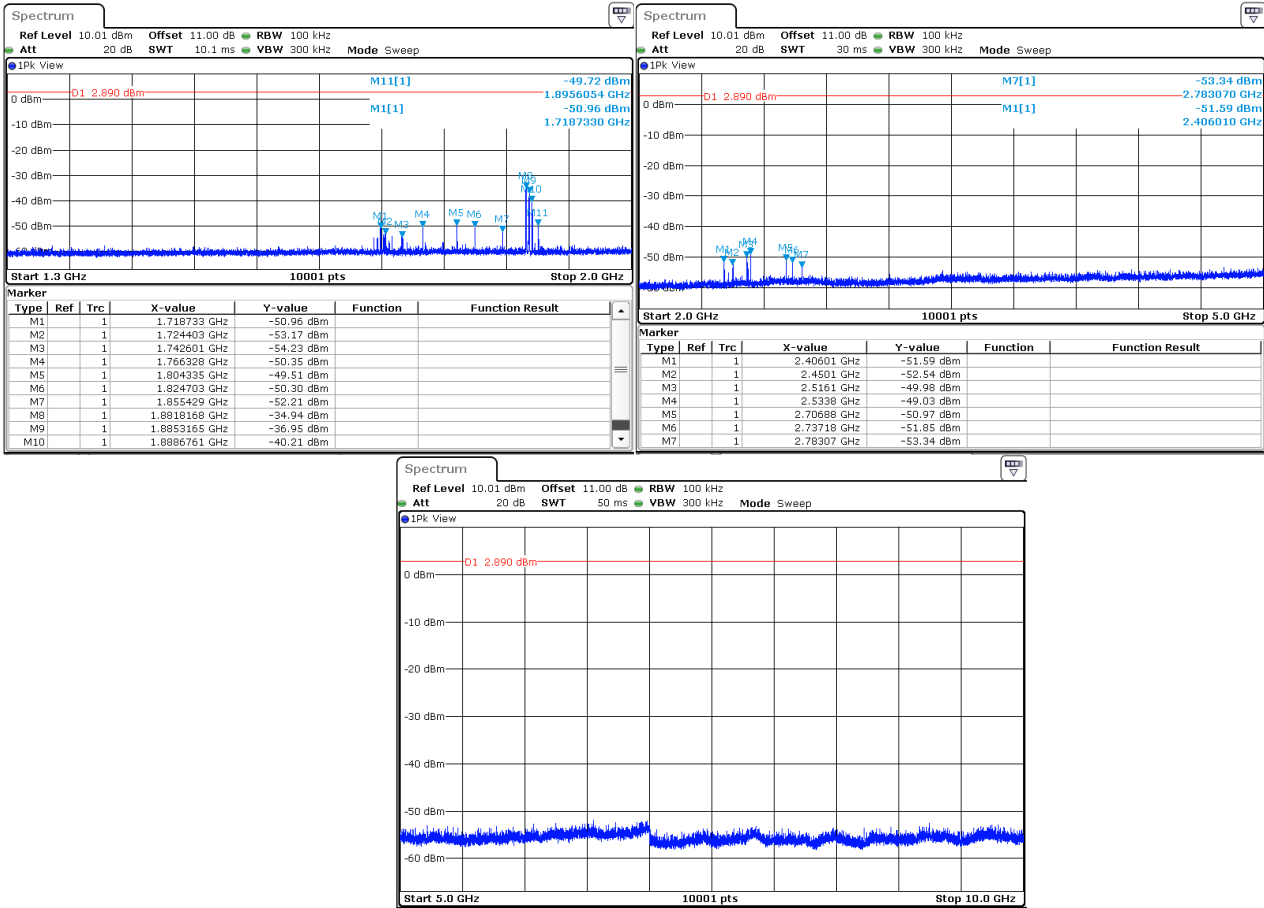 Spectrum
Ref Level 10.01 dBm Offset 11.00 dB RBW 100 kHz
Att 20 dB SWT 10.1 ms VBW 300 kHz Mode Sweep
1Pk View
M11[1] -49.72 dBm
1.8956054 GHz
M1[1] -50.96 dBm
1.7187330 GHz
D1 2.890 dBm
0 dBm
-10 dBm
-20 dBm
-30 dBm
-40 dBm
-50 dBm
M1 M2 M3 M4 M5 M6 M7 M8 M9 M10 M11
Start 1.3 GHz 10001 pts Stop 2.0 GHz
Marker
Type Ref Trc X-value Y-value Function Function Result
M1 1 1.718733 GHz -50.96 dBm
M2 1 1.724403 GHz -53.17 dBm
M3 1 1.742601 GHz -54.23 dBm
M4 1 1.766328 GHz -50.35 dBm
M5 1 1.804335 GHz -49.51 dBm
M6 1 1.824703 GHz -50.30 dBm
M7 1 1.855429 GHz -52.21 dBm
M8 1 1.8818168 GHz -34.94 dBm
M9 1 1.8853165 GHz -36.95 dBm
M10 1 1.8886761 GHz -40.21 dBm
Spectrum
Ref Level 10.01 dBm Offset 11.00 dB RBW 100 kHz
Att 20 dB SWT 30 ms VBW 300 kHz Mode Sweep
1Pk View
M7[1] -53.34 dBm
2.783070 GHz
M1[1] -51.59 dBm
2.406010 GHz
D1 2.890 dBm
0 dBm
-10 dBm
-20 dBm
-30 dBm
-40 dBm
-50 dBm
M1 M2 M3 M4 M5 M6 M7
Start 2.0 GHz 10001 pts Stop 5.0 GHz
Marker
Type Ref Trc X-value Y-value Function Function Result
M1 1 2.40601 GHz -51.59 dBm
M2 1 2.4501 GHz -52.54 dBm
M3 1 2.5161 GHz -49.98 dBm
M4 1 2.5338 GHz -49.03 dBm
M5 1 2.70688 GHz -50.97 dBm
M6 1 2.73718 GHz -51.85 dBm
M7 1 2.78307 GHz -53.34 dBm
Spectrum
Ref Level 10.01 dBm Offset 11.00 dB RBW 100 kHz
Att 20 dB SWT 50 ms VBW 300 kHz Mode Sweep
1Pk View
D1 2.890 dBm
0 dBm
-10 dBm
-20 dBm
-30 dBm
-40 dBm
-50 dBm
-60 dBm
Start 5.0 GHz 10001 pts Stop 10.0 GHz